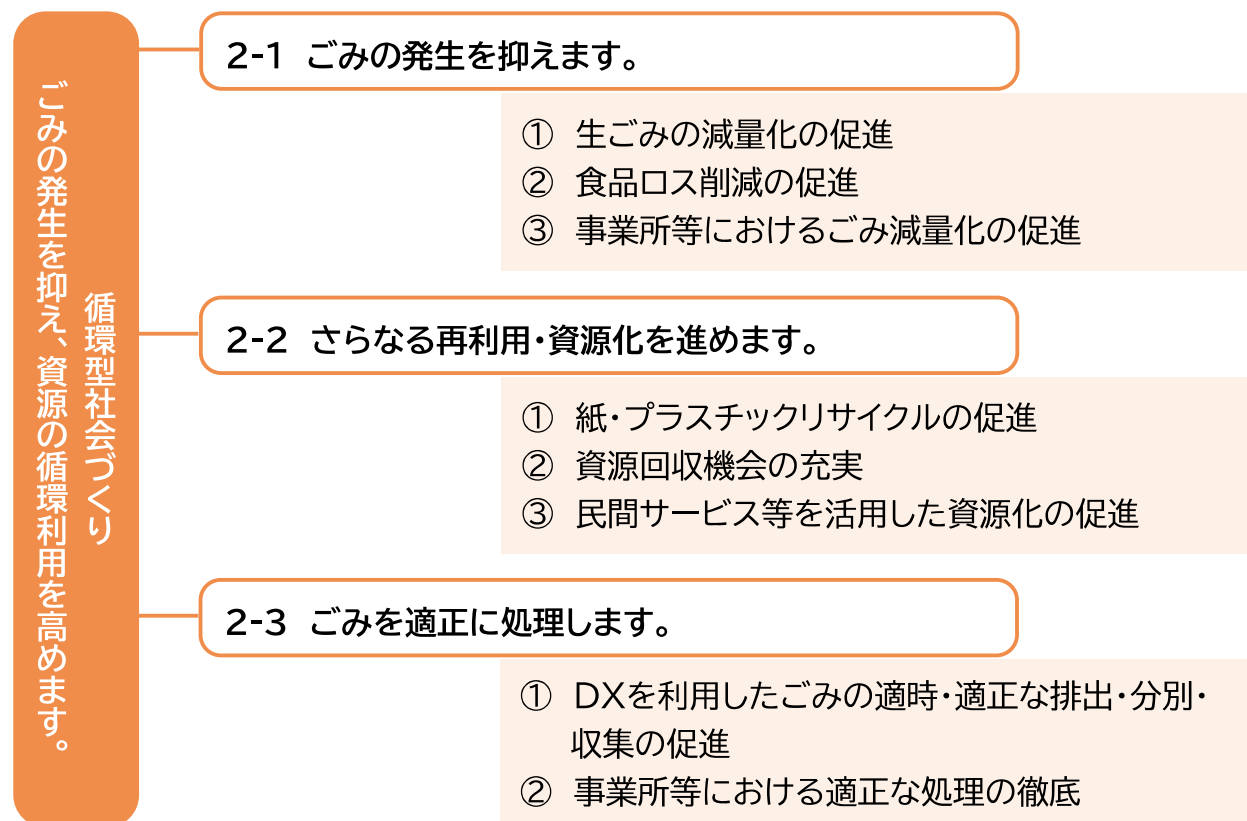 循環型社会づくり
ごみの発生を抑え、資源の循環利用を高めます。
2-1 ごみの発生を抑えます。
① 生ごみの減量化の促進
② 食品ロス削減の促進
③ 事業所等におけるごみ減量化の促進
2-2 さらなる再利用・資源化を進めます。
① 紙・プラスチックリサイクルの促進
② 資源回収機会の充実
③ 民間サービス等を活用した資源化の促進
2-3 ごみを適正に処理します。
① DXを利用したごみの適時・適正な排出・分別・
収集の促進
② 事業所等における適正な処理の徹底